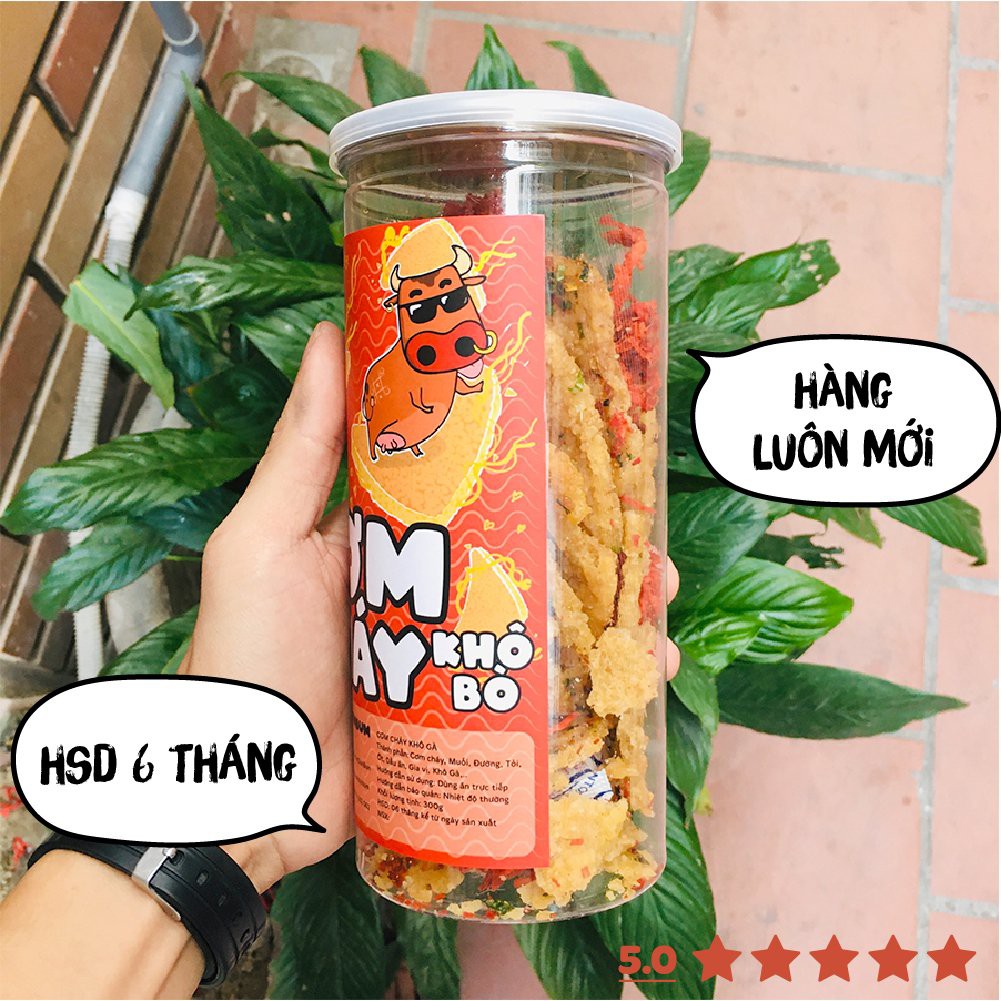 HÀNG
LUÔN MỚI
ƠM
ÁY KHÔ
BÒ
HSD 6 THÁNG
CƠM CHÁY KHÔ GÀ
Thành phần: Cơm cháy, Muối, Đường, Tỏi,
Ớt, Dầu ăn, Gia vị, Khô Gà...
Hướng dẫn sử dụng: Dùng ăn trực tiếp
Hướng dẫn bảo quản: Nhiệt độ thường
Khối lượng tịnh: 300g
HSD: 06 tháng kể từ ngày sản xuất
NSX:
5.0